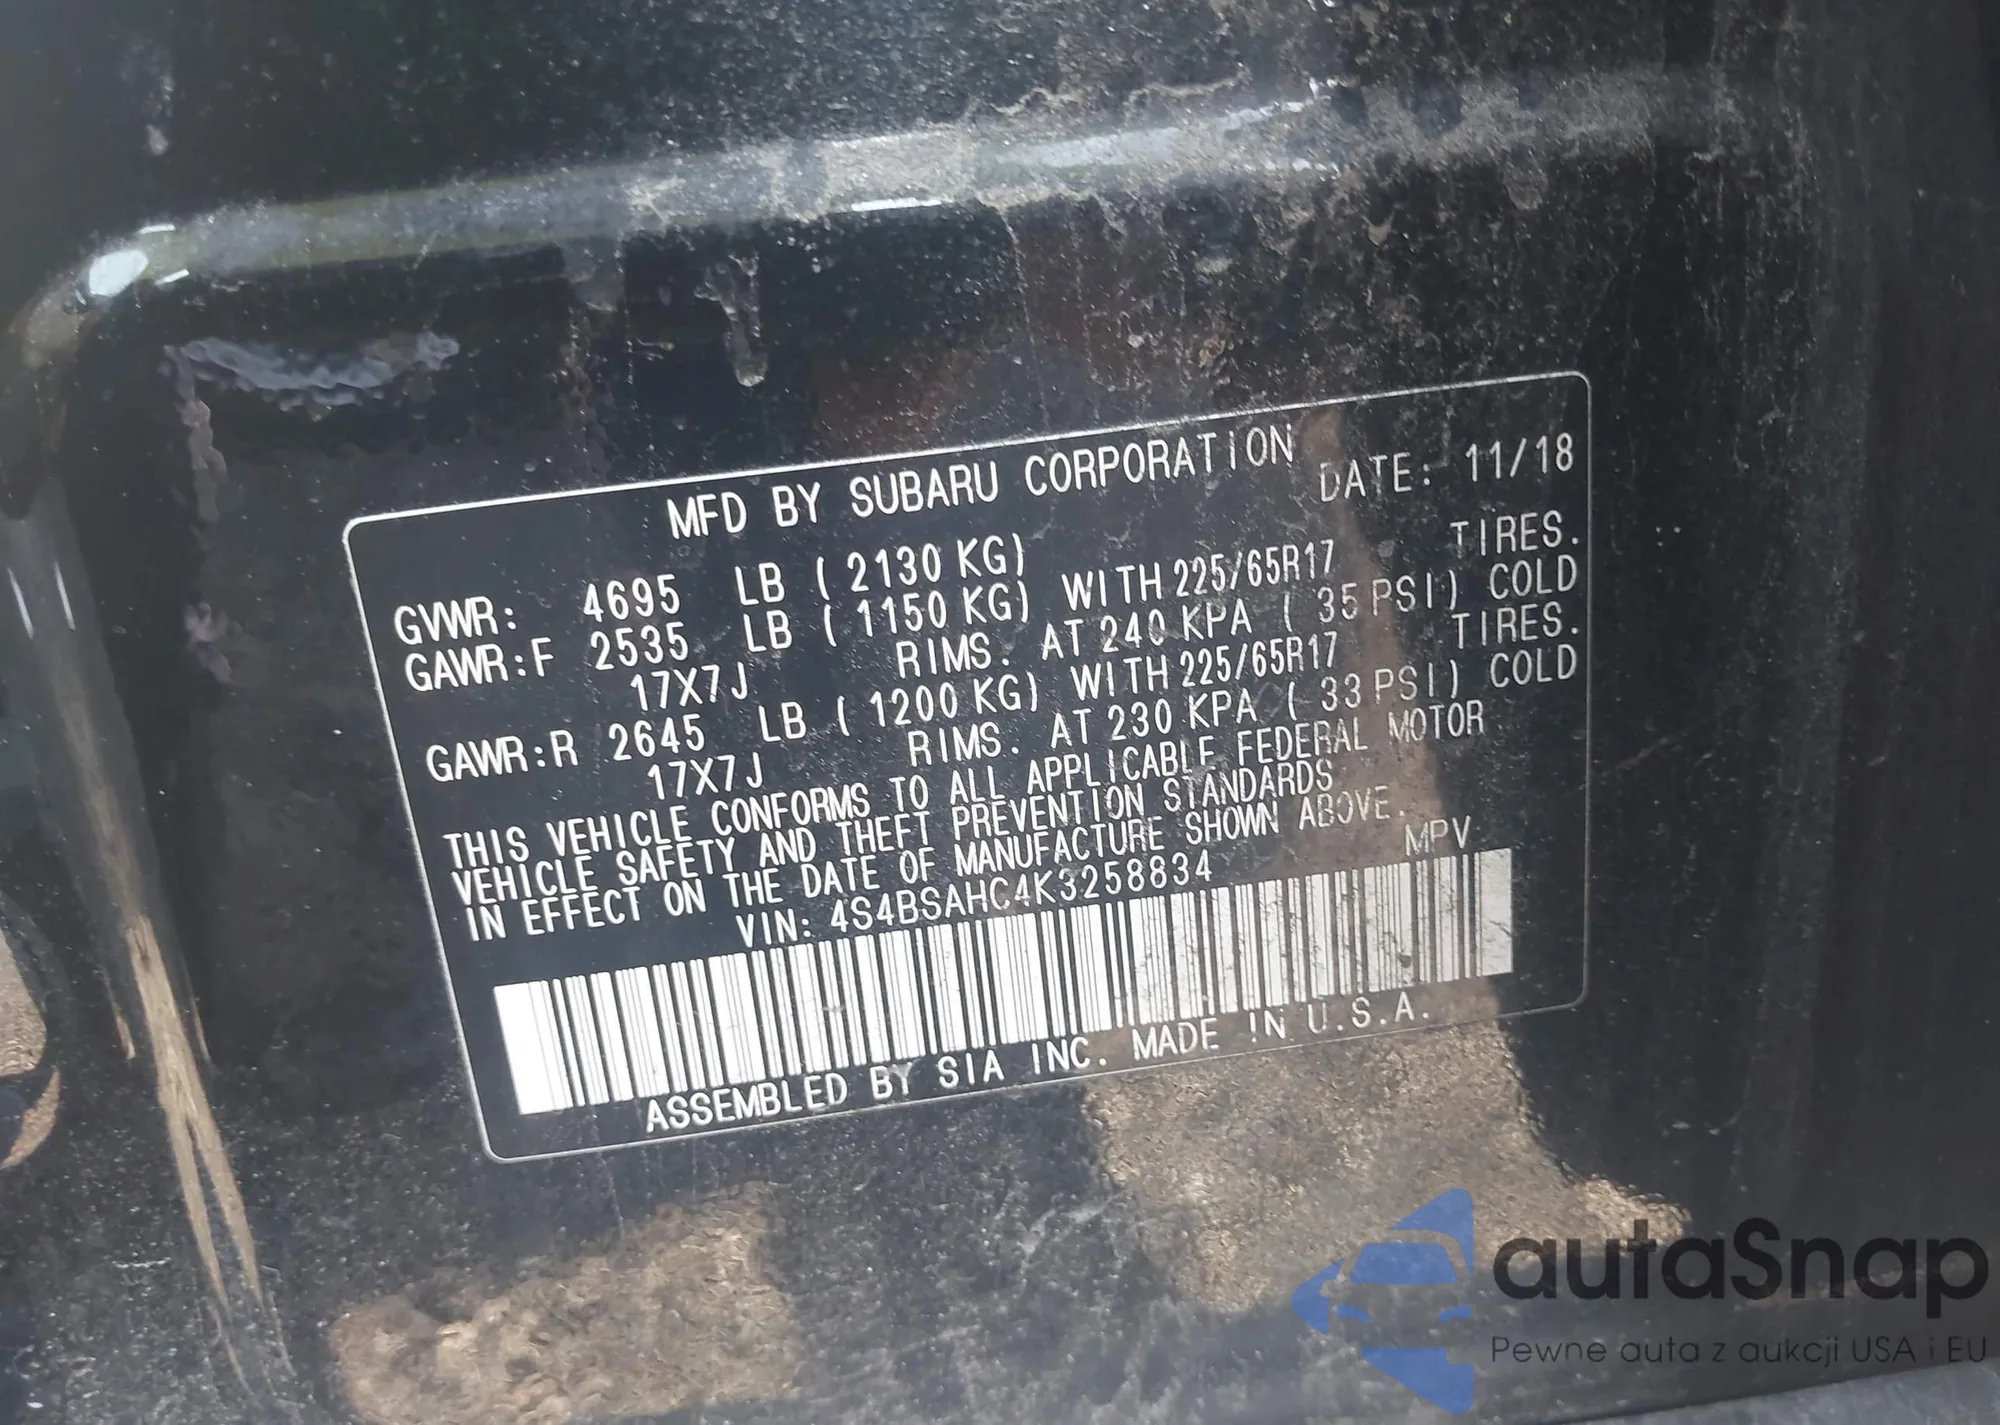 MFD BY SUBARU CORPORATION DATE: 11/18
GVWR: 4695 LB ( 2130 KG)
GAWR:F 2535 LB ( 1150 KG) WITH 225/65R17 TIRES.
17X7J RIMS. AT 240 KPA ( 35 PSI) COLD
GAWR:R 2645 LB ( 1200 KG) WITH 225/65R17 TIRES.
17X7J RIMS. AT 230 KPA ( 33 PSI) COLD
THIS VEHICLE CONFORMS TO ALL APPLICABLE FEDERAL MOTOR
VEHICLE SAFETY AND THEFT PREVENTION STANDARDS
IN EFFECT ON THE DATE OF MANUFACTURE SHOWN ABOVE.
VIN: 4S4BSAHC4K3258834 MPV
ASSEMBLED BY SIA INC. MADE IN U.S.A.
autaSnap
Pewne auta z aukcji USA i EU